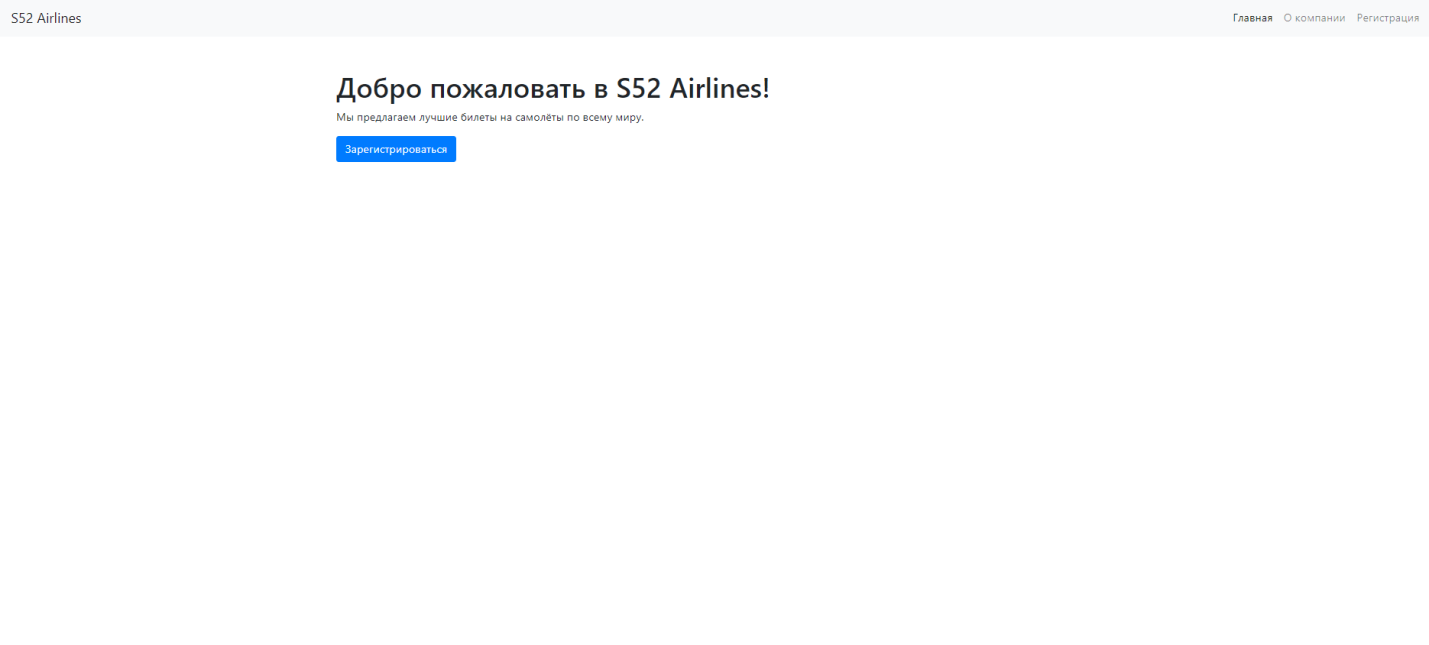 S52 Airlines
Главная О компании Регистрация
Добро пожаловать в S52 Airlines!
Мы предлагаем лучшие билеты на самолёты по всему миру.
Зарегистрироваться